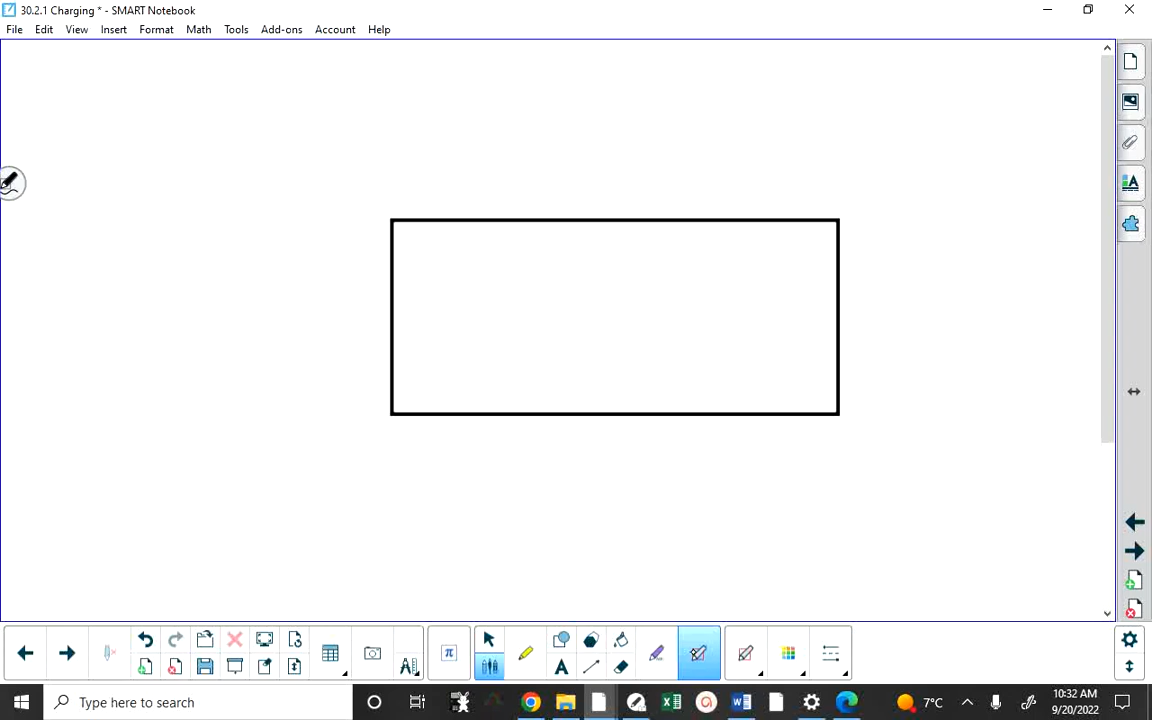 30.2.1 Charging * - SMART Notebook
File Edit View Insert Format Math Tools Add-ons Account Help
π
A
Type here to search
7°C
10:32 AM
9/20/2022